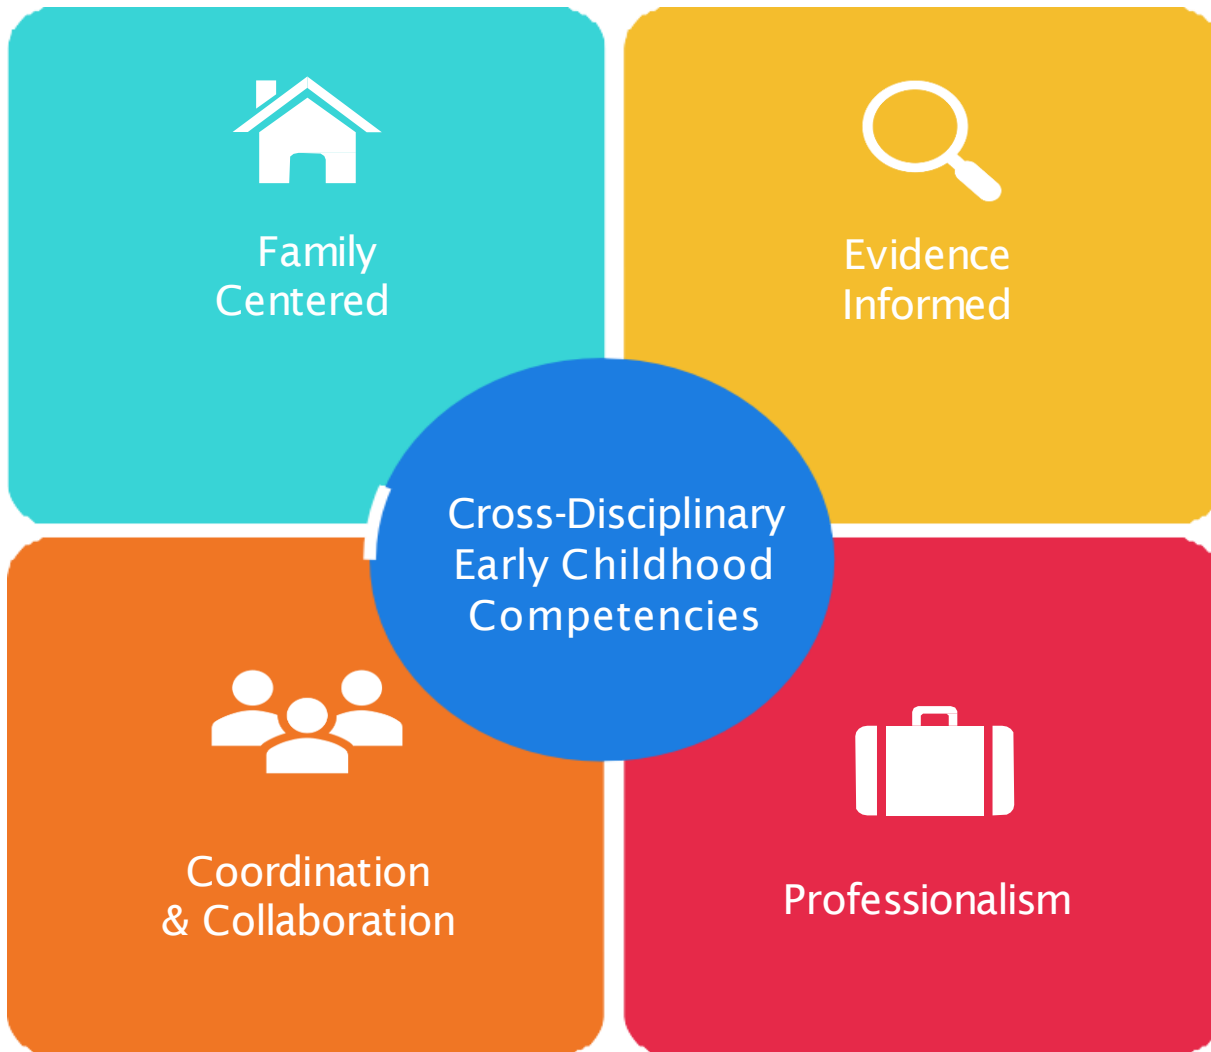 Family
Centered
Evidence
Informed
Cross-Disciplinary
Early Childhood
Competencies
Coordination
& Collaboration
Professionalism